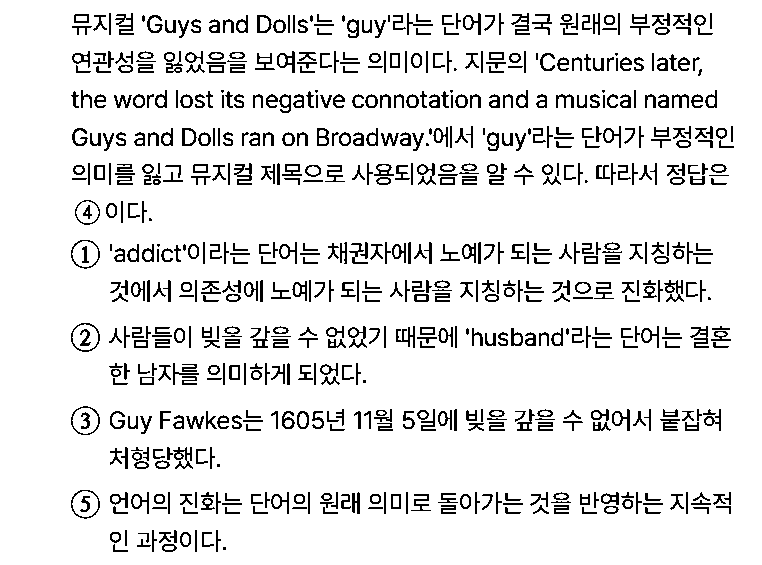 뮤지컬 'Guys and Dolls'는 'guy'라는 단어가 결국 원래의 부정적인
연관성을 잃었음을 보여준다는 의미이다. 지문의 'Centuries later,
the word lost its negative connotation and a musical named
Guys and Dolls ran on Broadway.'에서 'guy'라는 단어가 부정적인
의미를 잃고 뮤지컬 제목으로 사용되었음을 알 수 있다. 따라서 정답은
④이다.
① 'addict'이라는 단어는 채권자에서 노예가 되는 사람을 지칭하는
것에서 의존성에 노예가 되는 사람을 지칭하는 것으로 진화했다.
② 사람들이 빚을 갚을 수 없었기 때문에 'husband'라는 단어는 결혼
한 남자를 의미하게 되었다.
③ Guy Fawkes는 1605년 11월 5일에 빚을 갚을 수 없어서 붙잡혀
처형당했다.
⑤ 언어의 진화는 단어의 원래 의미로 돌아가는 것을 반영하는 지속적
인 과정이다.